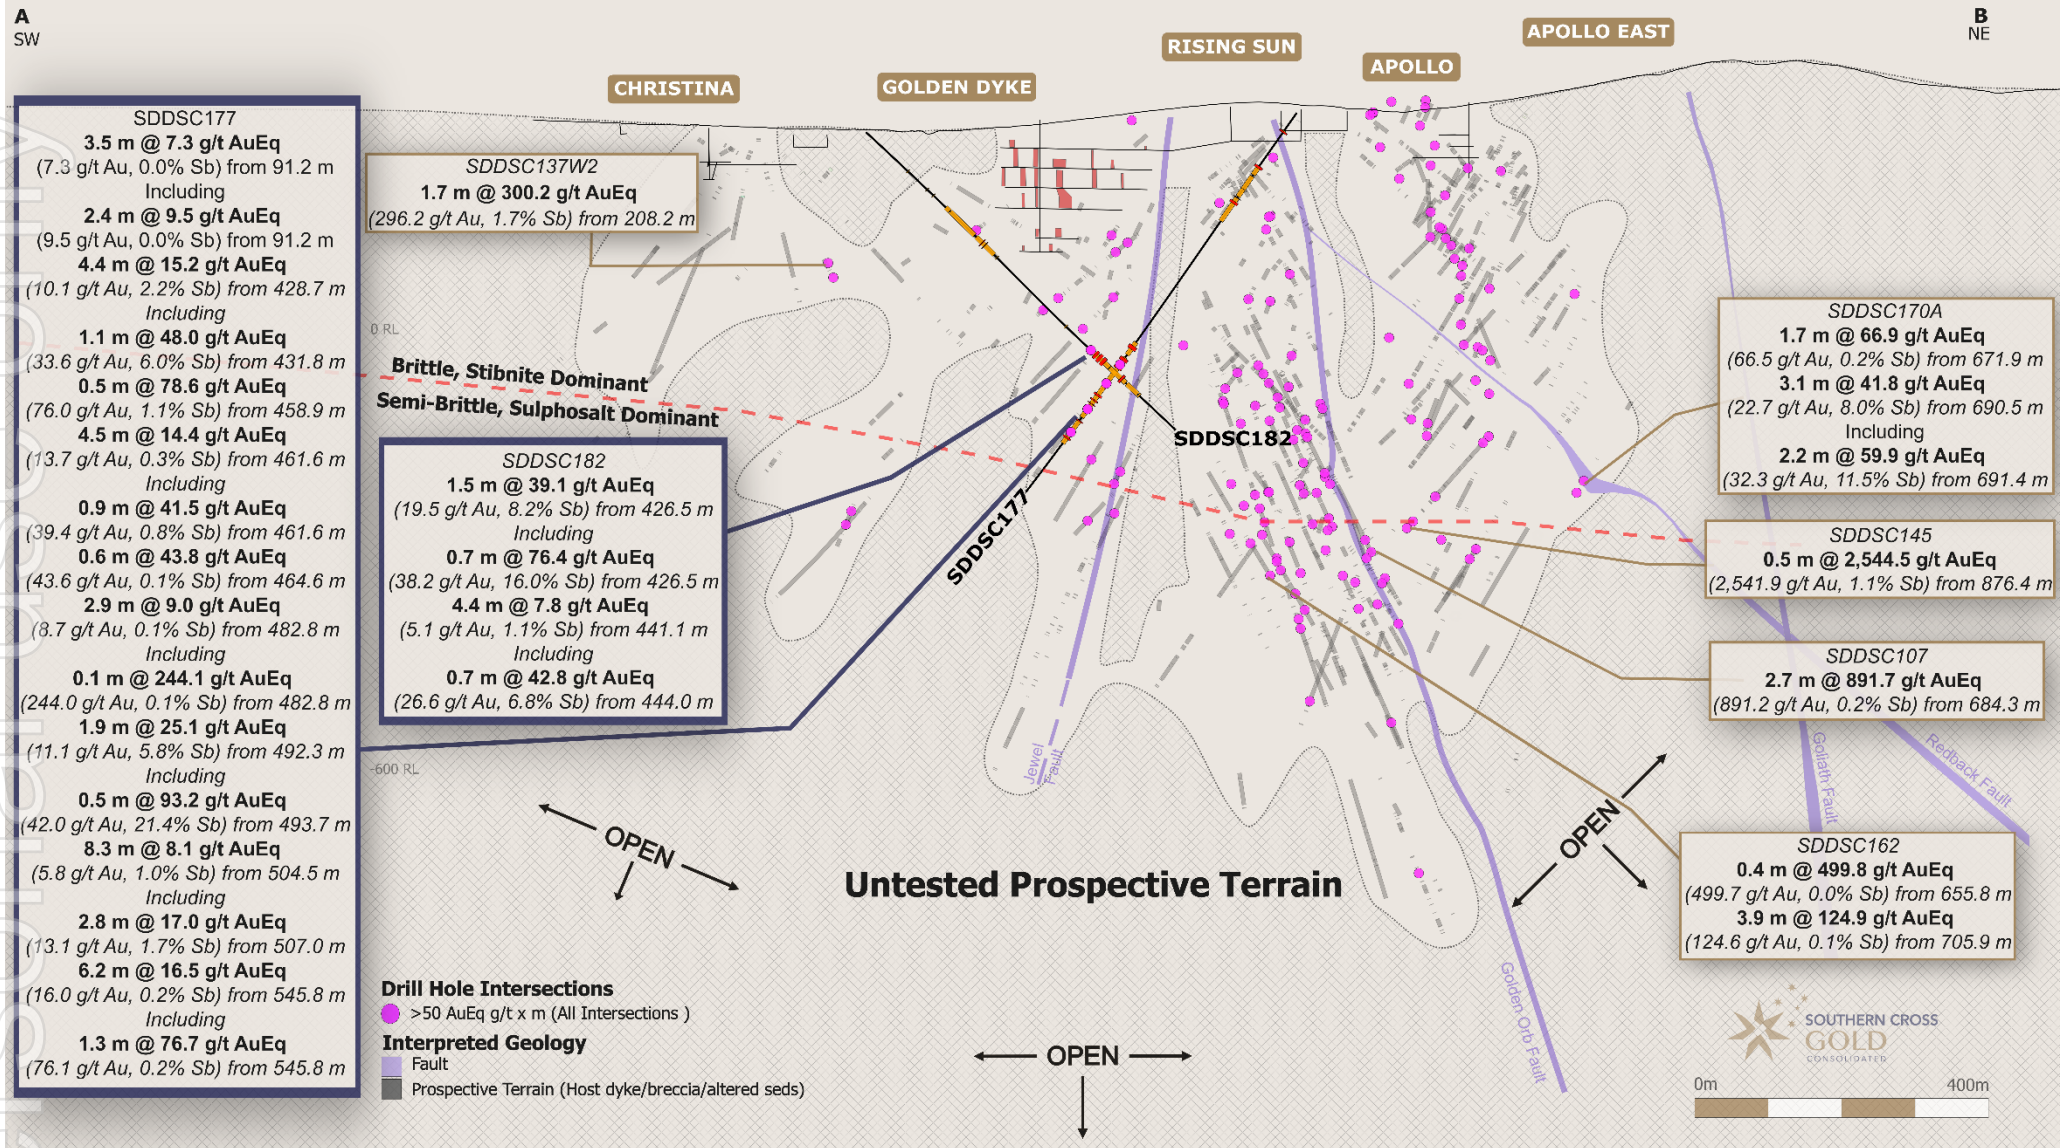 A
SW
B
NE
CHRISTINA
GOLDEN DYKE
RISING SUN
APOLLO
APOLLO EAST
SDDSC177
3.5 m @ 7.3 g/t AuEq
(7.3 g/t Au, 0.0% Sb) from 91.2 m
Including
2.4 m @ 9.5 g/t AuEq
(9.5 g/t Au, 0.0% Sb) from 91.2 m
4.4 m @ 15.2 g/t AuEq
(10.1 g/t Au, 2.2% Sb) from 428.7 m
Including
1.1 m @ 48.0 g/t AuEq
(33.6 g/t Au, 6.0% Sb) from 431.8 m
0.5 m @ 78.6 g/t AuEq
(76.0 g/t Au, 1.1% Sb) from 458.9 m
4.5 m @ 14.4 g/t AuEq
(13.7 g/t Au, 0.3% Sb) from 461.6 m
Including
0.9 m @ 41.5 g/t AuEq
(39.4 g/t Au, 0.8% Sb) from 461.6 m
0.6 m @ 43.8 g/t AuEq
(43.6 g/t Au, 0.1% Sb) from 464.6 m
2.9 m @ 9.0 g/t AuEq
(8.7 g/t Au, 0.1% Sb) from 482.8 m
Including
0.1 m @ 244.1 g/t AuEq
(244.0 g/t Au, 0.1% Sb) from 482.8 m
1.9 m @ 25.1 g/t AuEq
(11.1 g/t Au, 5.8% Sb) from 492.3 m
Including
0.5 m @ 93.2 g/t AuEq
(42.0 g/t Au, 21.4% Sb) from 493.7 m
8.3 m @ 8.1 g/t AuEq
(5.8 g/t Au, 1.0% Sb) from 504.5 m
Including
2.8 m @ 17.0 g/t AuEq
(13.1 g/t Au, 1.7% Sb) from 507.0 m
6.2 m @ 16.5 g/t AuEq
(16.0 g/t Au, 0.2% Sb) from 545.8 m
Including
1.3 m @ 76.7 g/t AuEq
(76.1 g/t Au, 0.2% Sb) from 545.8 m
SDDSC137W2
1.7 m @ 300.2 g/t AuEq
(296.2 g/t Au, 1.7% Sb) from 208.2 m
0 RL
Brittle, Stibnite Dominant
Semi-Brittle, Sulphosalt Dominant
SDDSC182
1.5 m @ 39.1 g/t AuEq
(19.5 g/t Au, 8.2% Sb) from 426.5 m
Including
0.7 m @ 76.4 g/t AuEq
(38.2 g/t Au, 16.0% Sb) from 426.5 m
4.4 m @ 7.8 g/t AuEq
(5.1 g/t Au, 1.1% Sb) from 441.1 m
Including
0.7 m @ 42.8 g/t AuEq
(26.6 g/t Au, 6.8% Sb) from 444.0 m
-600 RL
SDDSC182
SDDSC177
Jewel
Fault
SDDSC170A
1.7 m @ 66.9 g/t AuEq
(66.5 g/t Au, 0.2% Sb) from 671.9 m
3.1 m @ 41.8 g/t AuEq
(22.7 g/t Au, 8.0% Sb) from 690.5 m
Including
2.2 m @ 59.9 g/t AuEq
(32.3 g/t Au, 11.5% Sb) from 691.4 m
SDDSC145
0.5 m @ 2,544.5 g/t AuEq
(2,541.9 g/t Au, 1.1% Sb) from 876.4 m
SDDSC107
2.7 m @ 891.7 g/t AuEq
(891.2 g/t Au, 0.2% Sb) from 684.3 m
Goliath Fault
Redback Fault
SDDSC162
0.4 m @ 499.8 g/t AuEq
(499.7 g/t Au, 0.0% Sb) from 655.8 m
3.9 m @ 124.9 g/t AuEq
(124.6 g/t Au, 0.1% Sb) from 705.9 m
OPEN
OPEN
Untested Prospective Terrain
Golden Orb Fault
OPEN
Drill Hole Intersections
>50 AuEq g/t x m (All Intersections )
Interpreted Geology
Fault
Prospective Terrain (Host dyke/breccia/altered seds)
SOUTHERN CROSS
GOLD
CONSOLIDATED
0m
400m